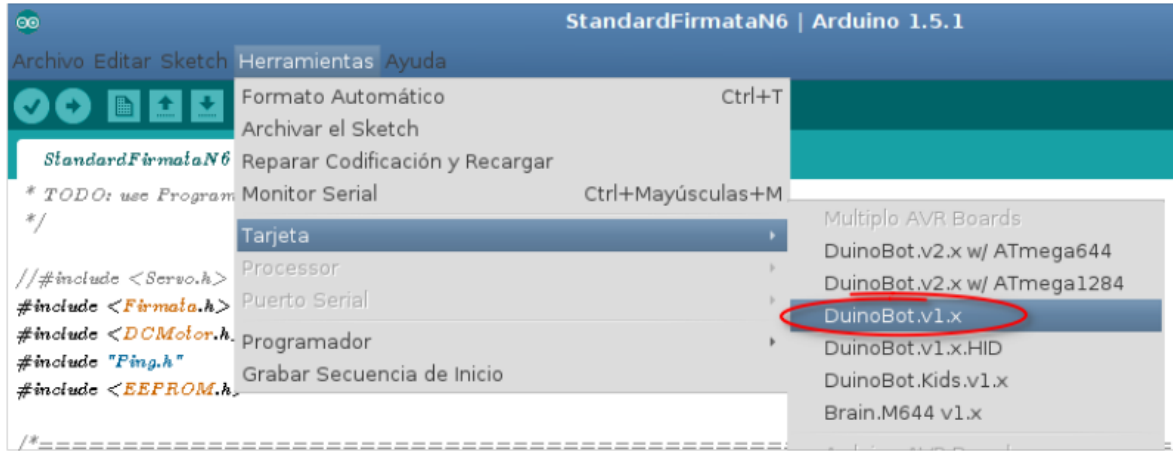 StandardFirmataN6 | Arduino 1.5.1
Archivo Editar Sketch Herramientas Ayuda
Formato Automático Ctrl+T
Archivar el Sketch
StandardFirmataN6 Reparar Codificación y Recargar
* TODO: use Program Monitor Serial Ctrl+Mayúsculas+M
*/
Tarjeta
Multiplo AVR Boards
DuinoBot.v2.x w/ ATmega644
//#include <Servo.h> Processor
DuinoBot.v2.x w/ ATmega1284
#include <Firmata.h> Puerto Serial
DuinoBot.v1.x
#include <DCMotor.h
Programador
DuinoBot.v1.x.HID
#include "Ping.h"
Grabar Secuencia de Inicio
DuinoBot.Kids.v1.x
#include <EEPROM.h
Brain.M644 v1.x
/*==================================================